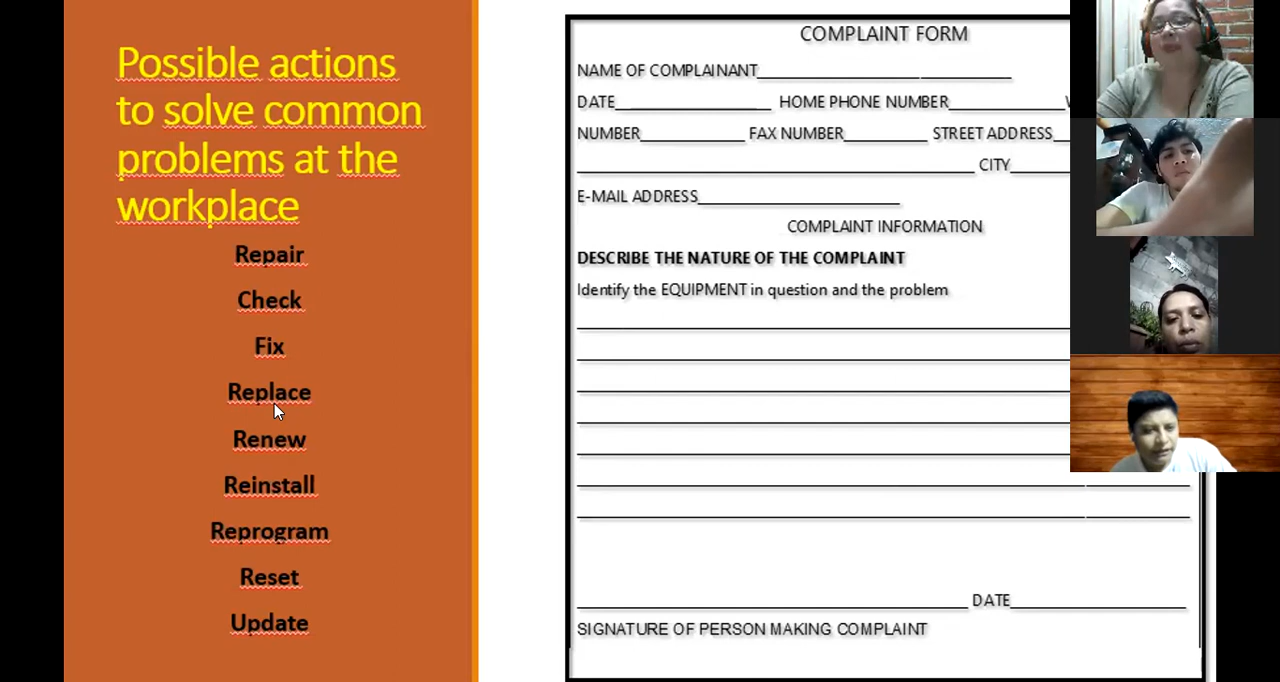 Possible actions
to solve common
problems at the
workplace
Repair
Check
Fix
Replace
Renew
Reinstall
Reprogram
Reset
Update
COMPLAINT FORM
NAME OF COMPLAINANT
DATE HOME PHONE NUMBER
NUMBER FAX NUMBER STREET ADDRESS
CITY
E-MAIL ADDRESS
COMPLAINT INFORMATION
DESCRIBE THE NATURE OF THE COMPLAINT
Identify the EQUIPMENT in question and the problem
DATE
SIGNATURE OF PERSON MAKING COMPLAINT